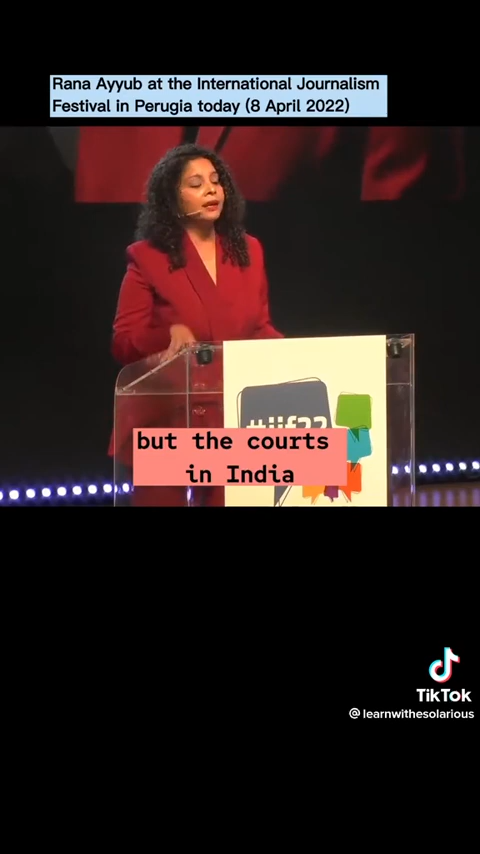 Rana Ayyub at the International Journalism
Festival in Perugia today (8 April 2022)
but the courts
in India
TikTok
@learnwithesolarious